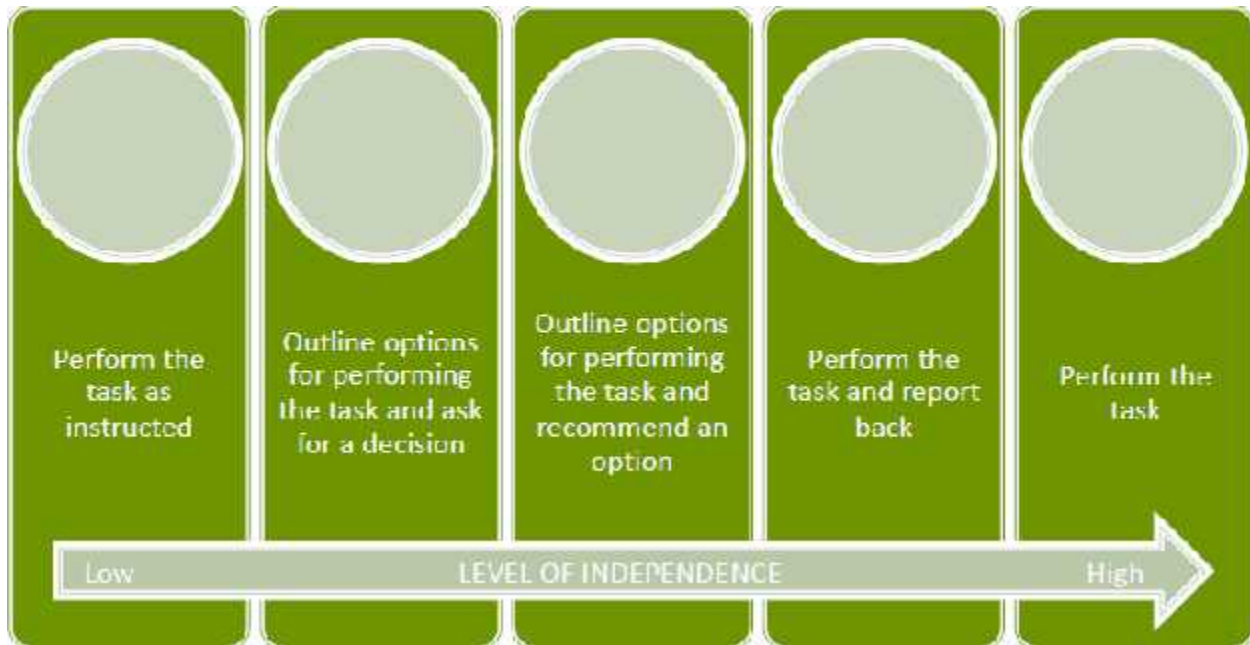 Perform the
task as
instructed
Outline options
for performing
the task and ask
for a decision
Outline options
for performing
the task and
recommend an
option
Perform the
task and report
back
Perform the
task
Low
LEVEL OF INDEPENDENCE
High